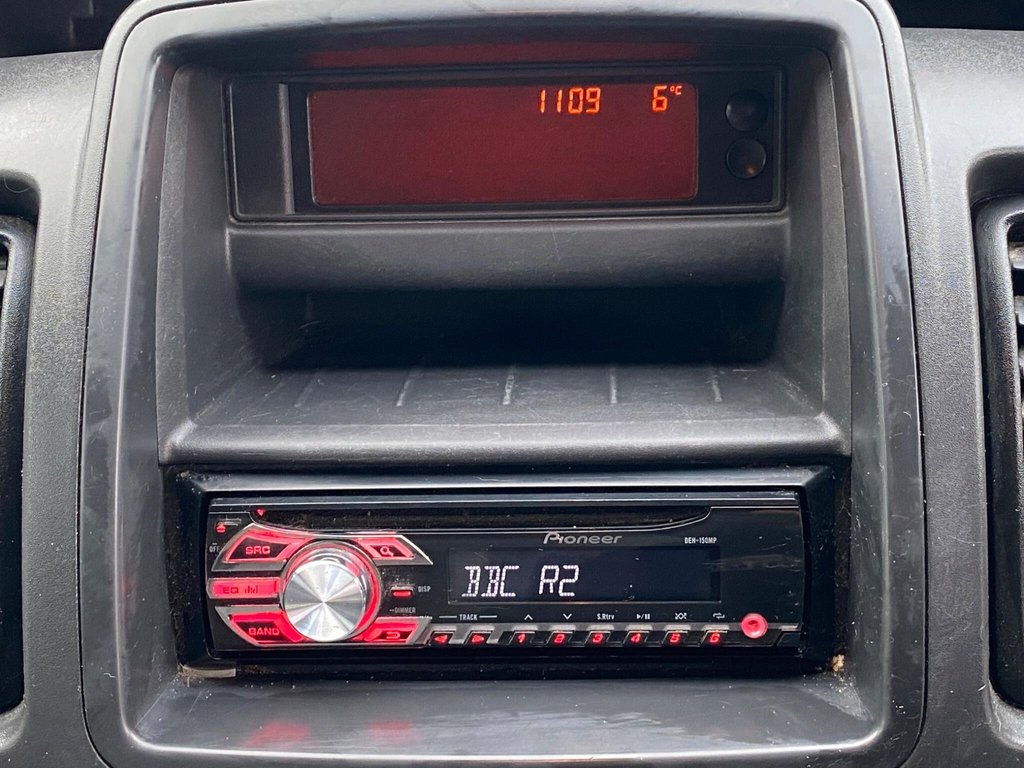 1109 6°C
Pioneer DEH-150MP
OFF SRC
DISP
BBC R2
EQ
DIMMER
TRACK S.Rtrv
BAND 1 2 3 4 5 6